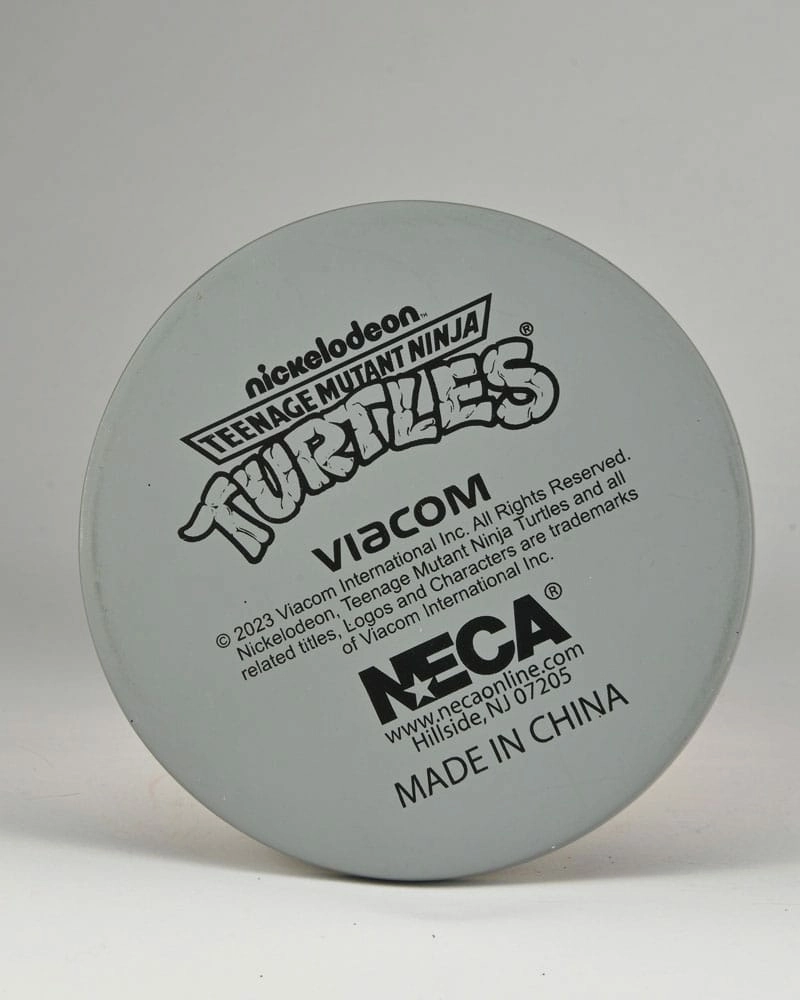 nickelodeon™
TEENAGE MUTANT NINJA
TURTLES®
VIACOM
© 2023 Viacom International Inc. All Rights Reserved.
Nickelodeon, Teenage Mutant Ninja Turtles and all
related titles, Logos and Characters are trademarks
of Viacom International Inc.
NECA®
www.necaonline.com
Hillside, NJ 07205
MADE IN CHINA